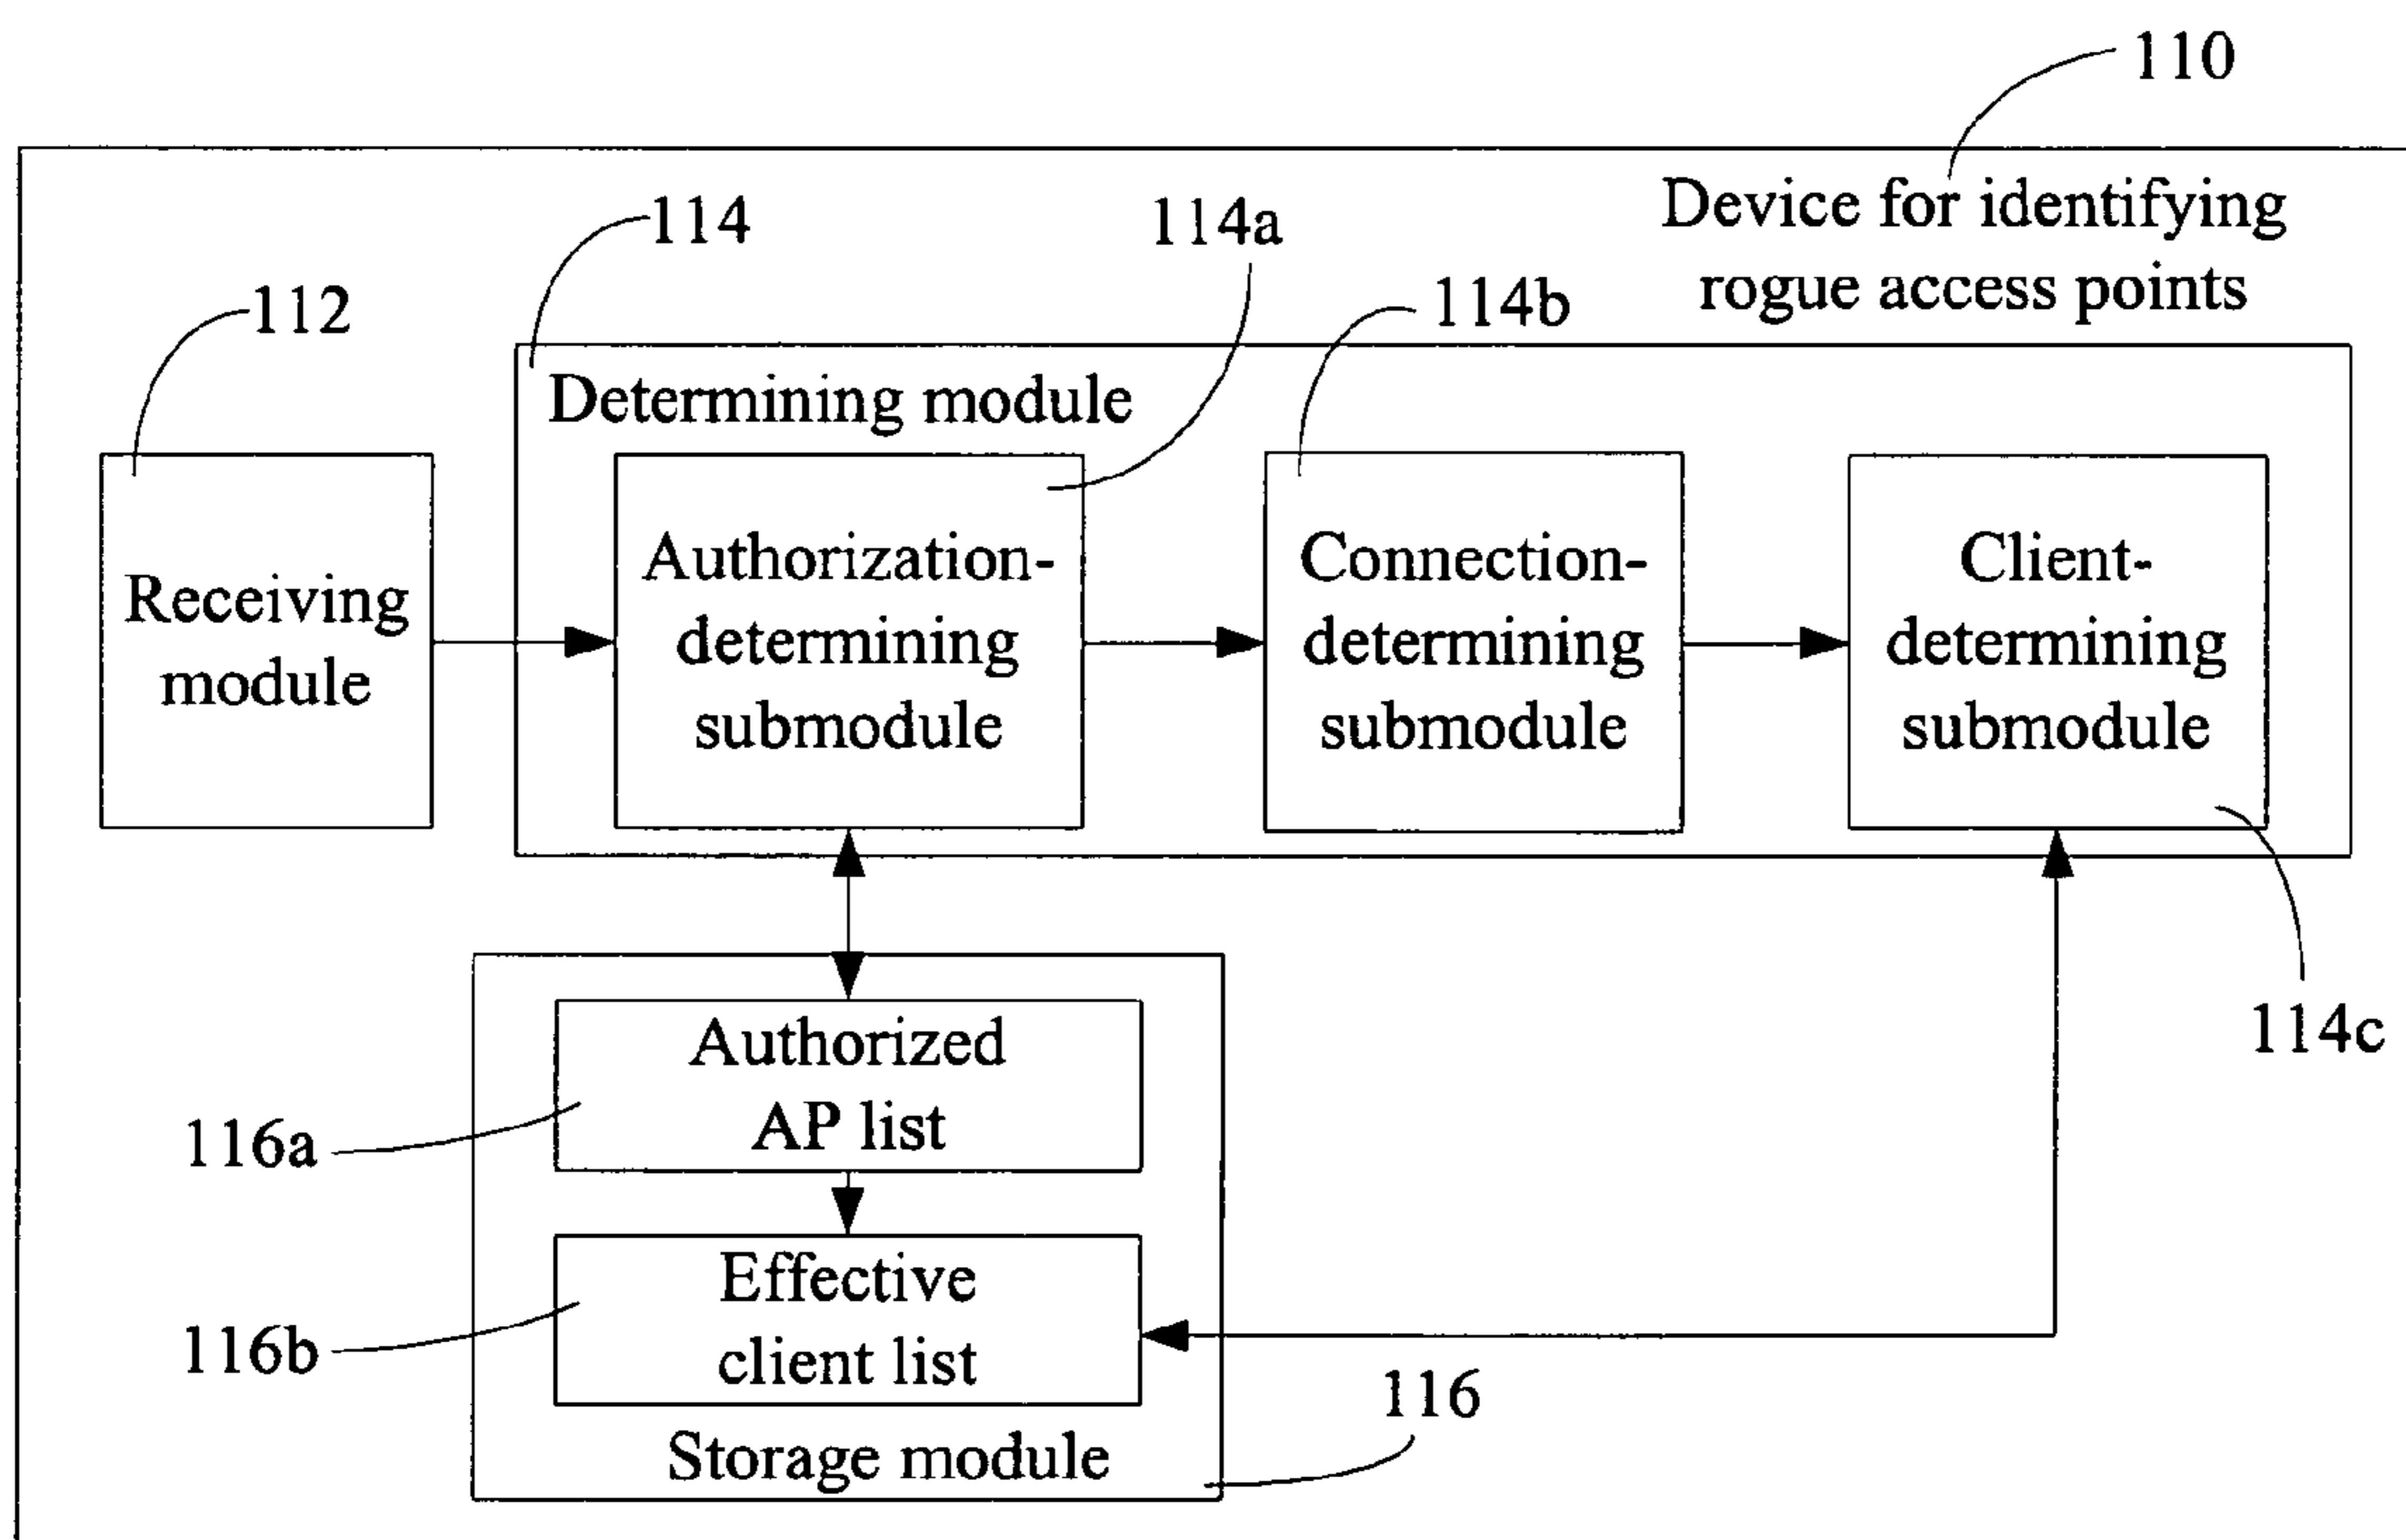 110
Device for identifying
rogue access points
114
114a
112
114b
Determining module
Receiving
module
Authorization-
determining
submodule
Connection-
determining
submodule
Client-
determining
submodule
114c
Authorized
AP list
116a
Effective
client list
116b
116
Storage module